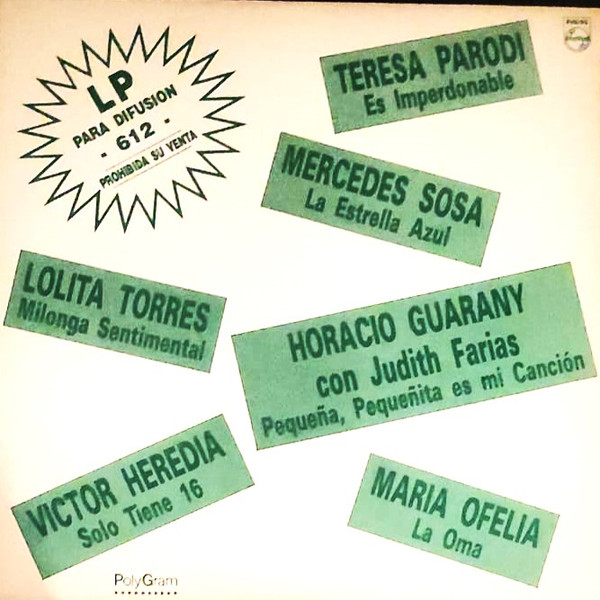 LP
PARA DIFUSION
- 612 -
PROHIBIDA SU VENTA
PHILIPS
TERESA PARODI
Es Imperdonable
MERCEDES SOSA
La Estrella Azul
LOLITA TORRES
Milonga Sentimental
HORACIO GUARANY
con Judith Farias
Pequeña, Pequeñita es mi Canción
VICTOR HEREDIA
Solo Tiene 16
MARIA OFELIA
La Oma
PolyGram